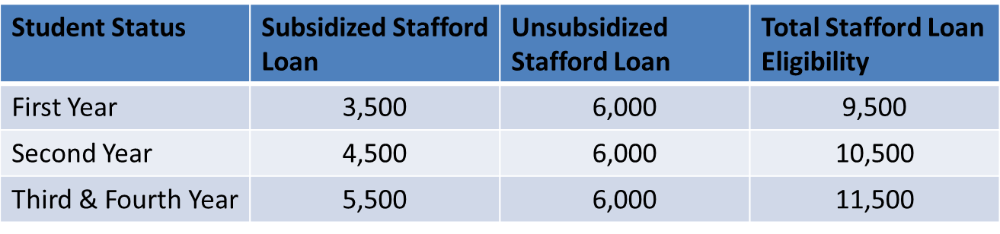 Student Status
Subsidized Stafford
Loan
Unsubsidized
Stafford Loan
Total Stafford Loan
Eligibility
First Year 3,500 6,000 9,500
Second Year 4,500 6,000 10,500
Third & Fourth Year 5,500 6,000 11,500